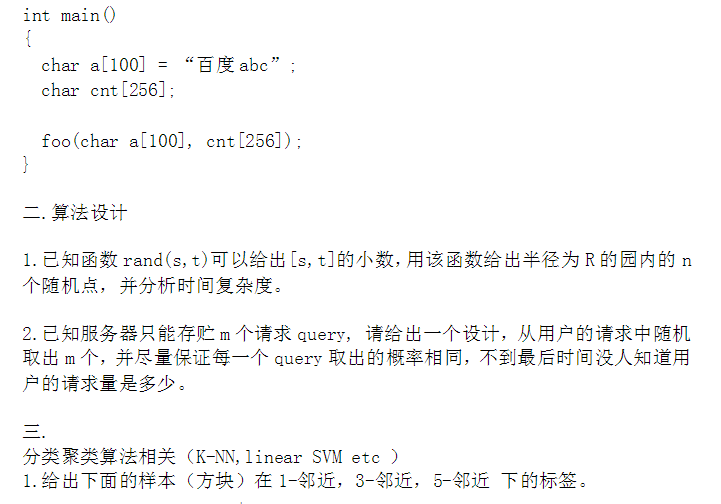 int main()
{
char a[100] = “百度abc”;
char cnt[256];
foo(char a[100], cnt[256]);
}
二.算法设计
1.已知函数rand(s,t)可以给出[s,t]的小数,用该函数给出半径为R的园内的n
个随机点，并分析时间复杂度。
2.已知服务器只能存贮m个请求query, 请给出一个设计，从用户的请求中随机
取出m个,并尽量保证每一个query取出的概率相同,不到最后时间没人知道用
户的请求量是多少。
三.
分类聚类算法相关（K-NN,linear SVM etc ）
1.给出下面的样本（方块）在1-邻近，3-邻近，5-邻近 下的标签。